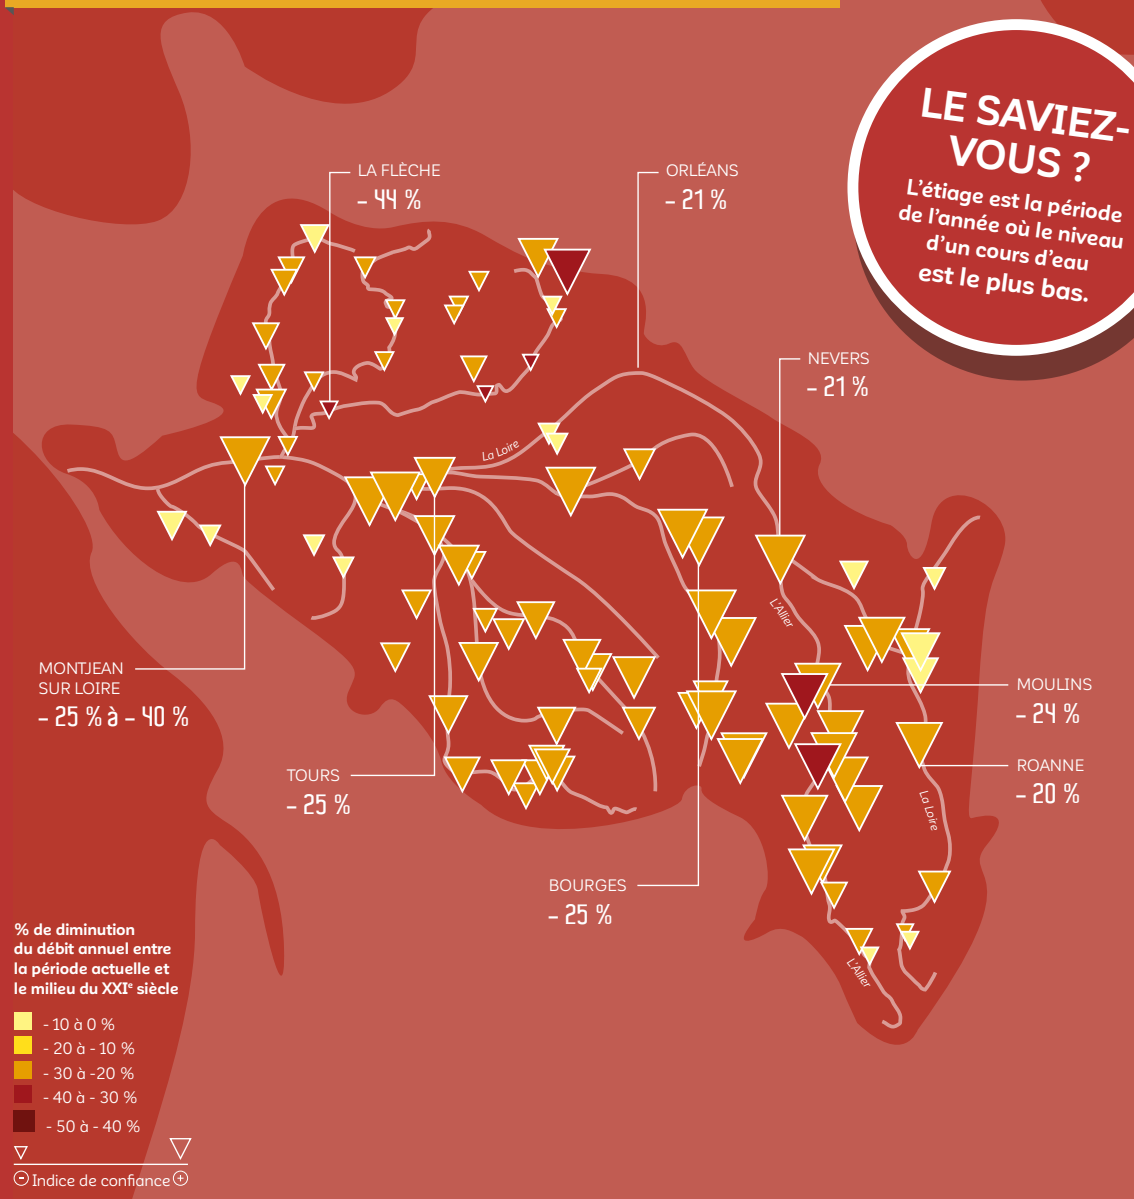 LE SAVIEZ-
VOUS ?
L’étiage est la période
de l’année où le niveau
d’un cours d’eau
est le plus bas.
LA FLÈCHE
- 44 %
ORLÉANS
- 21 %
NEVERS
- 21 %
La Loire
L’Allier
MONTJEAN
SUR LOIRE
- 25 % à - 40 %
MOULINS
- 24 %
TOURS
- 25 %
ROANNE
- 20 %
La Loire
BOURGES
- 25 %
L’Allier
% de diminution
du débit annuel entre
la période actuelle et
le milieu du XXIe siècle
- 10 à 0 %
- 20 à - 10 %
- 30 à -20 %
- 40 à - 30 %
- 50 à - 40 %
Indice de confiance